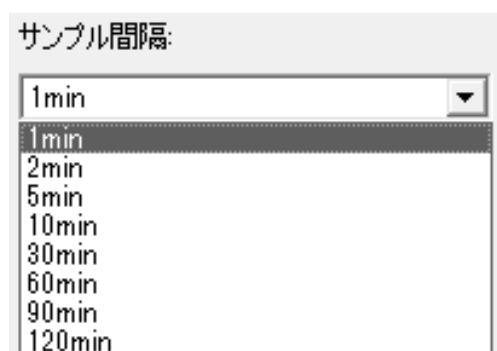 サンプル間隔:
1min
1min
2min
5min
10min
30min
60min
90min
120min